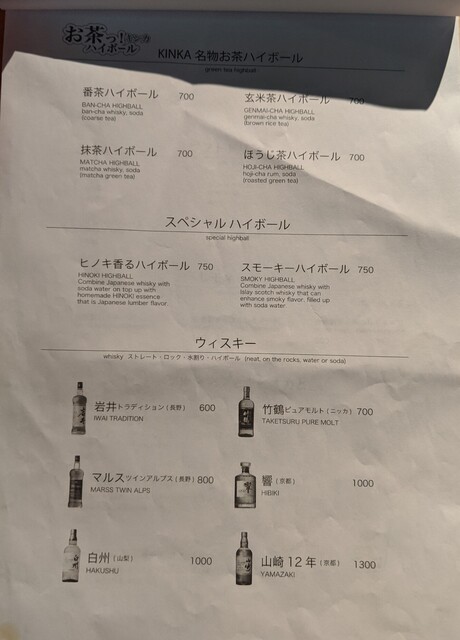 お茶っ!キンカ
ハイボール
KINKA 名物お茶ハイボール
green tea highball
番茶ハイボール 700
BAN-CHA HIGHBALL
ban-cha whisky, soda
(coarse tea)
玄米茶ハイボール 700
GENMAI-CHA HIGHBALL
genmai-cha whisky, soda
(brown rice tea)
抹茶ハイボール 700
MATCHA HIGHBALL
matcha whisky, soda
(matcha green tea)
ほうじ茶ハイボール 700
HOJI-CHA HIGHBALL
hoji-cha rum, soda
(roasted green tea)
スペシャル ハイボール
special highball
ヒノキ香るハイボール 750
HINOKI HIGHBALL
Combine Japanese whisky with
soda water on top up with
homemade HINOKI essence
that is Japanese lumber flavor.
スモーキーハイボール 750
SMOKY HIGHBALL
Combine Japanese whisky with
Islay scotch whisky that can
enhance smoky flavor. filled up
with soda water.
ウィスキー
whisky ストレート・ロック・水割り・ハイボール (neat, on the rocks, water or soda)
岩井トラディション(長野) 600
IWAI TRADITION
竹鶴ピュアモルト(ニッカ) 700
TAKETSURU PURE MOLT
マルスツインアルプス(長野) 800
MARSS TWIN ALPS
響(京都) 1000
HIBIKI
白州(山梨) 1000
HAKUSHU
山崎12年(京都) 1300
YAMAZAKI